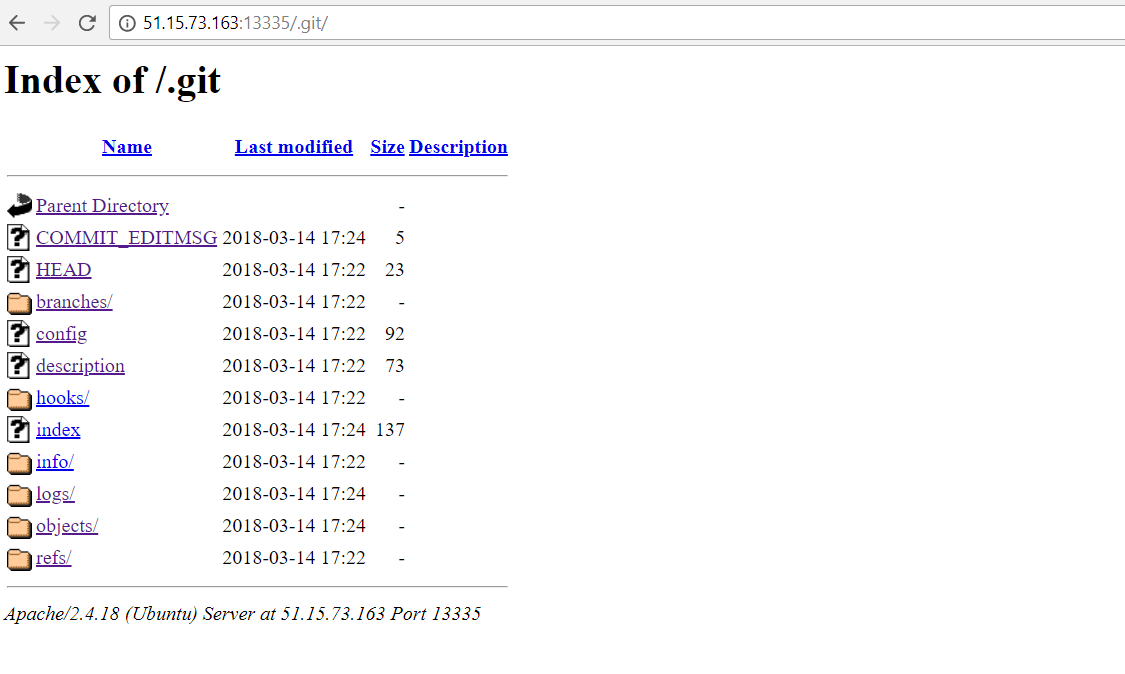 51.15.73.163:13335/.git/
Index of /.git
Name Last modified Size Description
Parent Directory -
COMMIT_EDITMSG 2018-03-14 17:24 5
HEAD 2018-03-14 17:22 23
branches/ 2018-03-14 17:22 -
config 2018-03-14 17:22 92
description 2018-03-14 17:22 73
hooks/ 2018-03-14 17:22 -
index 2018-03-14 17:24 137
info/ 2018-03-14 17:22 -
logs/ 2018-03-14 17:24 -
objects/ 2018-03-14 17:24 -
refs/ 2018-03-14 17:22 -
Apache/2.4.18 (Ubuntu) Server at 51.15.73.163 Port 13335